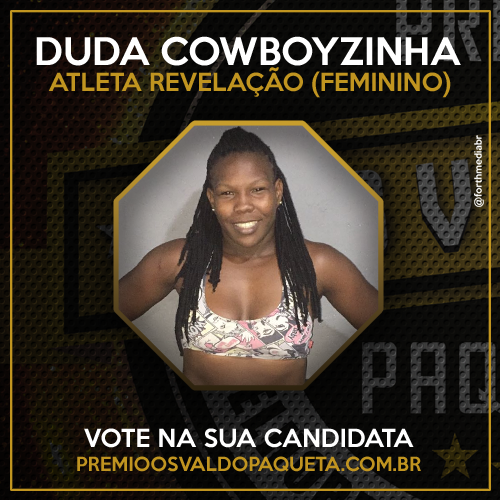 DUDA COWBOYZINHA
ATLETA REVELAÇÃO (FEMININO)
@forthmediabr
VOTE NA SUA CANDIDATA
PREMIOOSVALDOPAQUETA.COM.BR